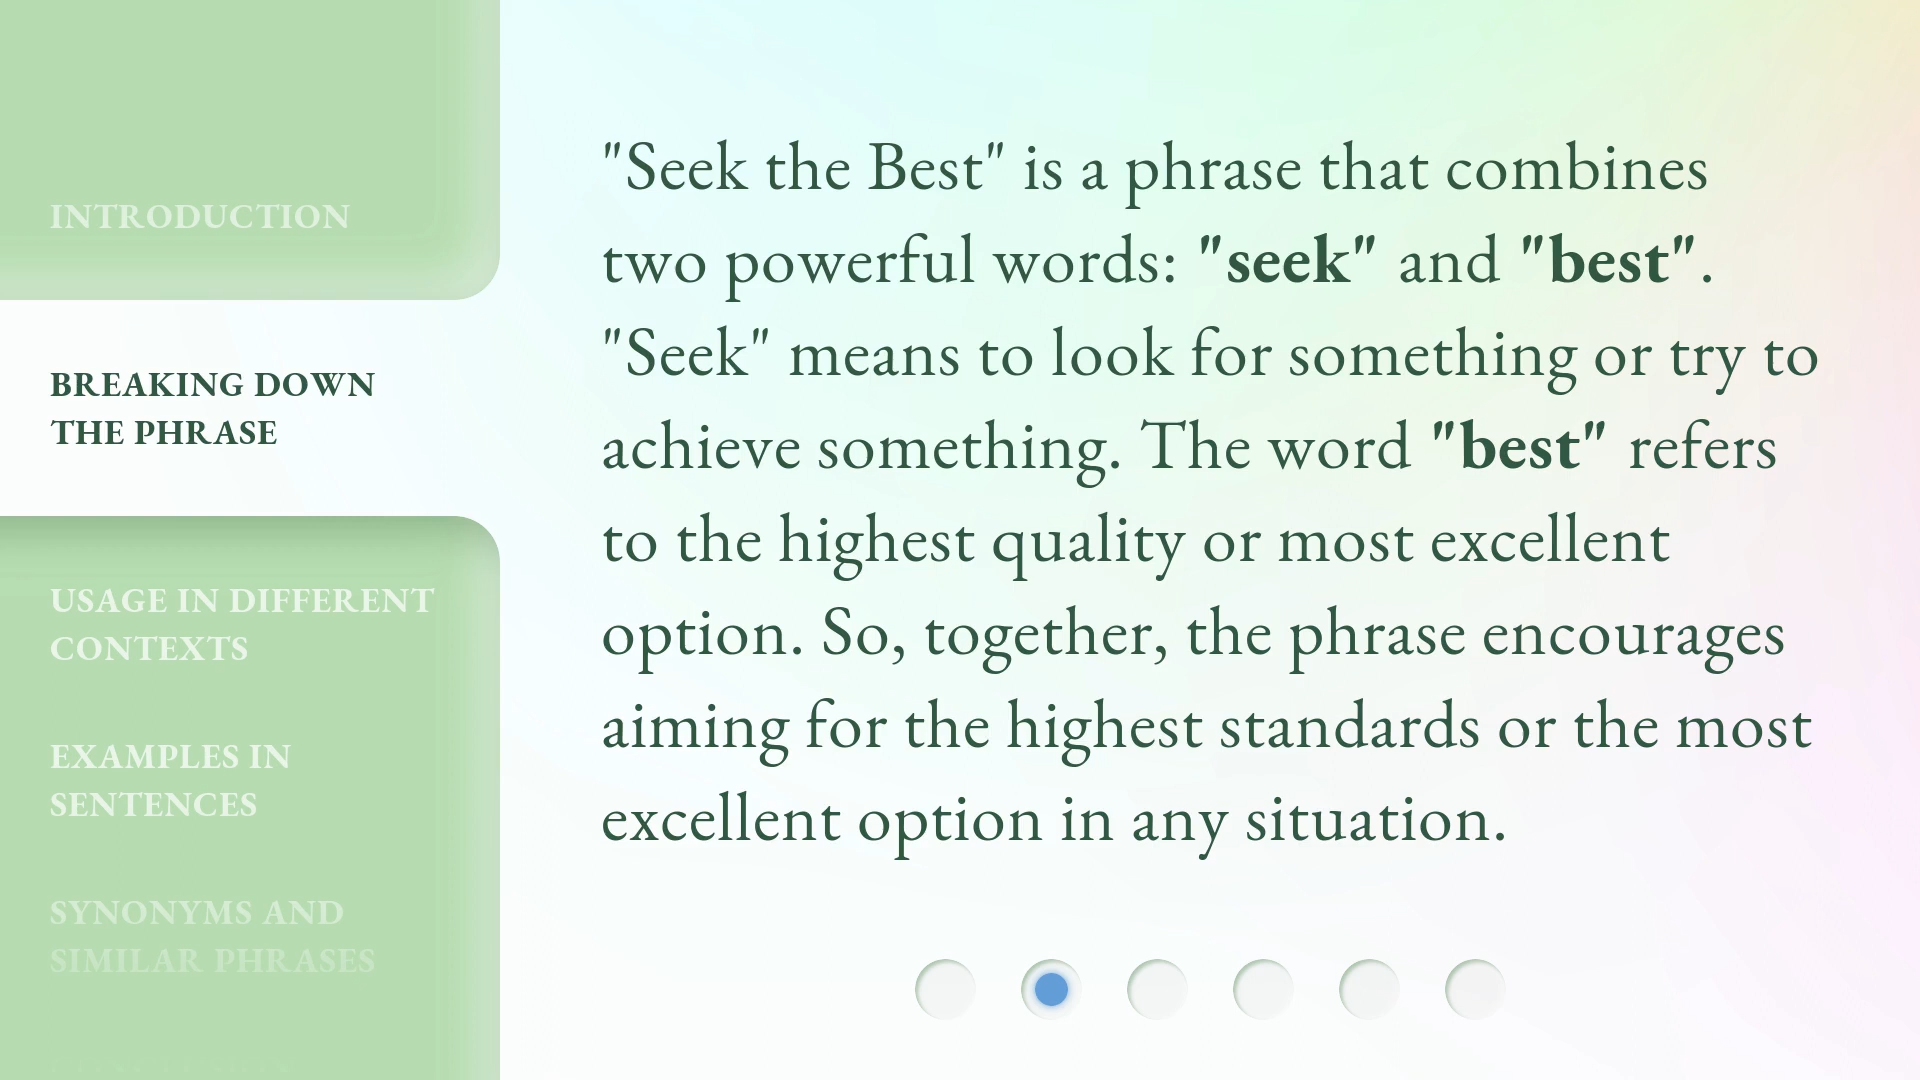 INTRODUCTION
BREAKING DOWN
THE PHRASE
USAGE IN DIFFERENT
CONTEXTS
EXAMPLES IN
SENTENCES
SYNONYMS AND
SIMILAR PHRASES
"Seek the Best" is a phrase that combines
two powerful words: "seek" and "best".
"Seek" means to look for something or try to
achieve something. The word "best" refers
to the highest quality or most excellent
option. So, together, the phrase encourages
aiming for the highest standards or the most
excellent option in any situation.